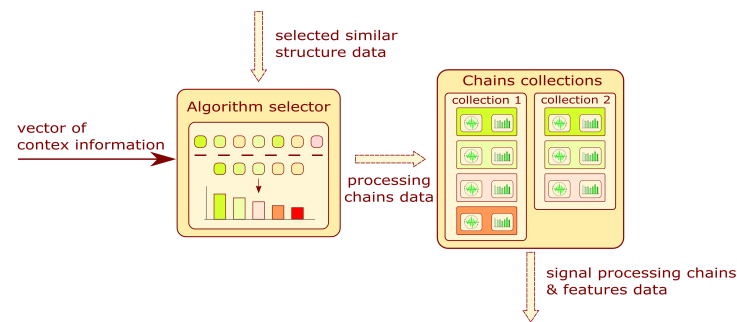 selected similar
structure data
Algorithm selector
vector of
contex information
processing
chains data
Chains collections
collection 1
collection 2
signal processing chains
& features data